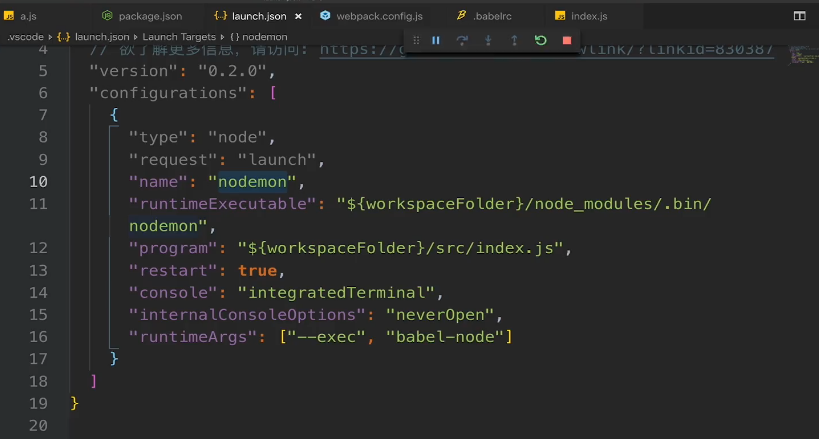 a.js package.json launch.json webpack.config.js .babelrc index.js
.vscode launch.json Launch Targets {} nodemon
4 // 欲了解更多信息，请访问: https://g /link/?linkid=830387
5 "version": "0.2.0",
6 "configurations": [
7 {
8 "type": "node",
9 "request": "launch",
10 "name": "nodemon",
11 "runtimeExecutable": "${workspaceFolder}/node_modules/.bin/
nodemon",
12 "program": "${workspaceFolder}/src/index.js",
13 "restart": true,
14 "console": "integratedTerminal",
15 "internalConsoleOptions": "neverOpen",
16 "runtimeArgs": ["--exec", "babel-node"]
17 }
18 ]
19 }
20